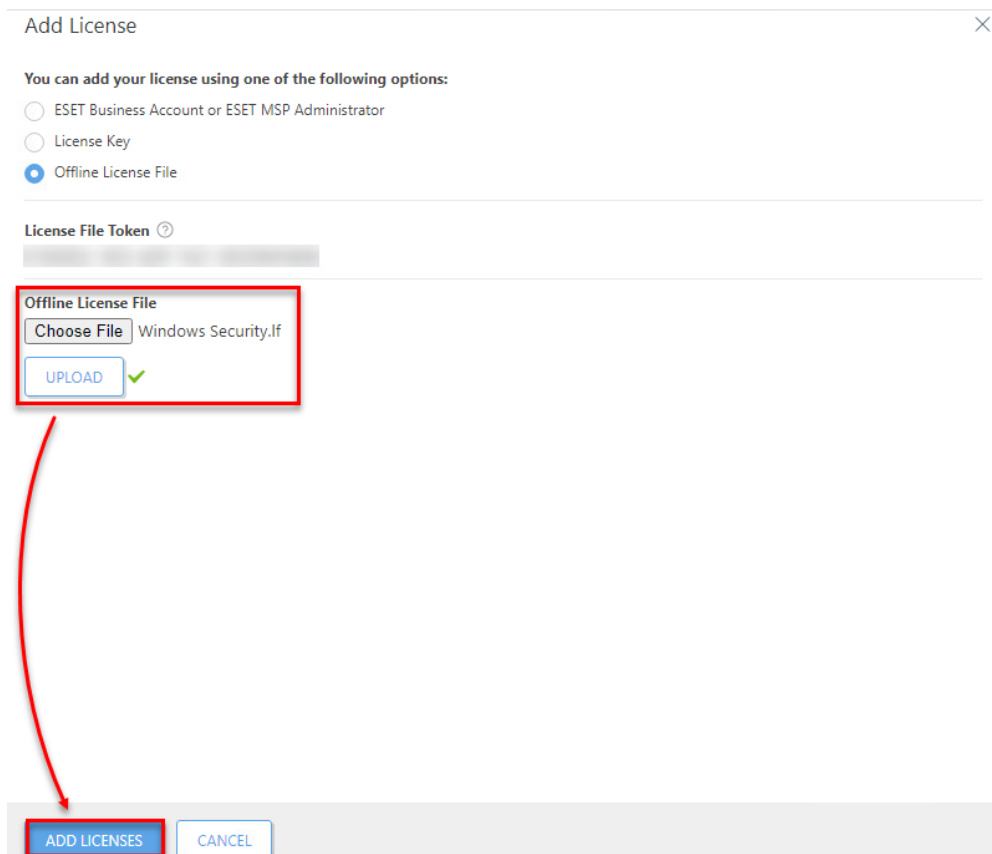 Add License
You can add your license using one of the following options:
ESET Business Account or ESET MSP Administrator
License Key
Offline License File
License File Token ?
Offline License File
Choose File Windows Security.lf
UPLOAD
ADD LICENSES CANCEL